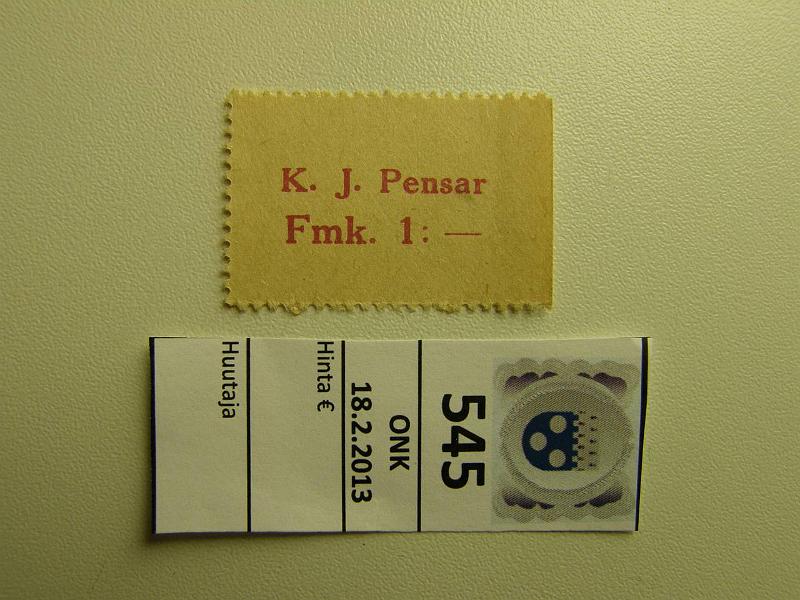 K. J. Pensar
Fmk. 1: —
545
ONK
18.2.2013
Hinta €
Huutaja